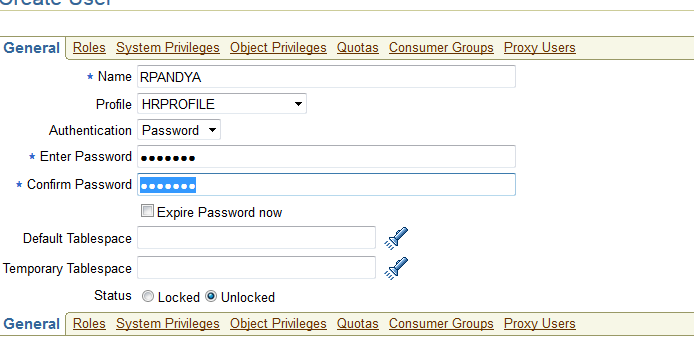 Create User
General Roles System Privileges Object Privileges Quotas Consumer Groups Proxy Users
* Name RPANDYA
Profile HRPROFILE
Authentication Password
* Enter Password •••••••
* Confirm Password •••••••
Expire Password now
Default Tablespace
Temporary Tablespace
Status Locked Unlocked
General Roles System Privileges Object Privileges Quotas Consumer Groups Proxy Users